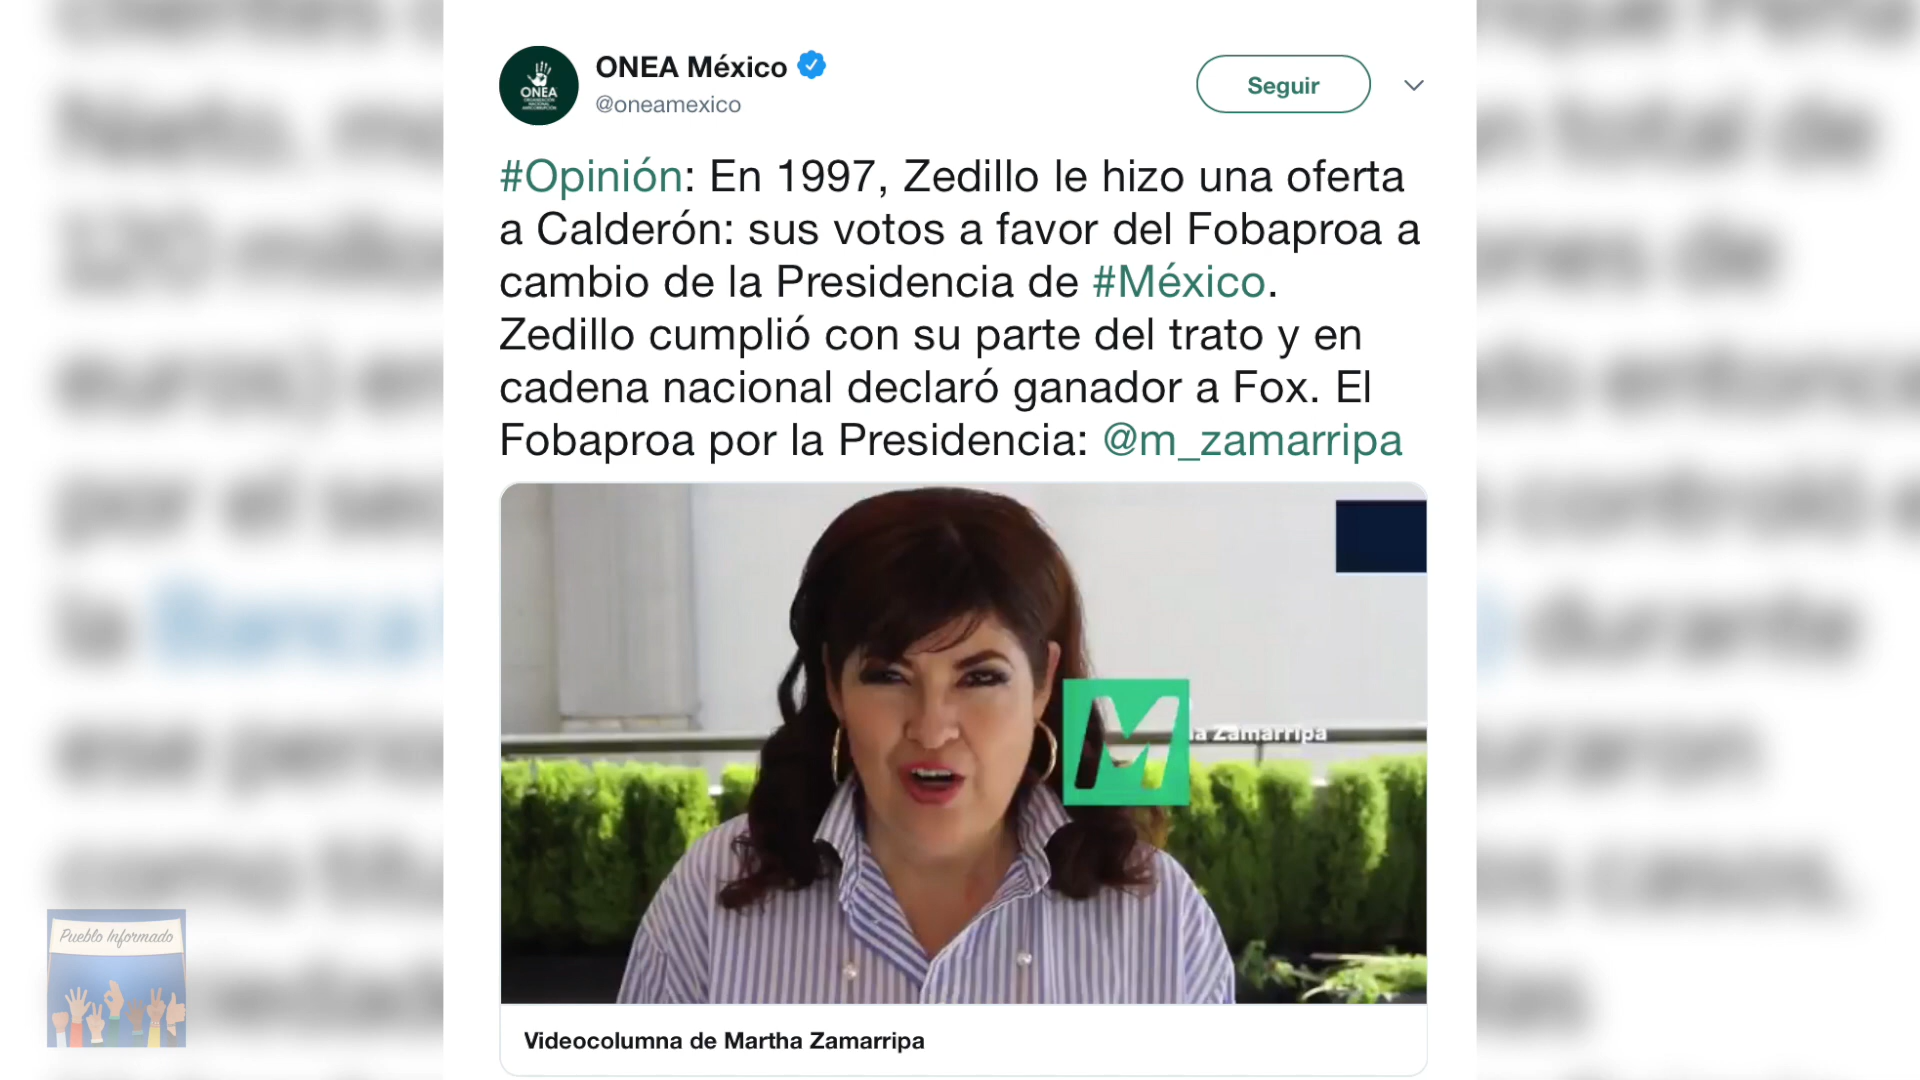 ONEA México
@oneamexico
Seguir
ONEA
#Opinión: En 1997, Zedillo le hizo una oferta
a Calderón: sus votos a favor del Fobaproa a
cambio de la Presidencia de #México.
Zedillo cumplió con su parte del trato y en
cadena nacional declaró ganador a Fox. El
Fobaproa por la Presidencia: @m_zamarripa
M
a Zamarripa
Videocolumna de Martha Zamarripa
Pueblo Informado